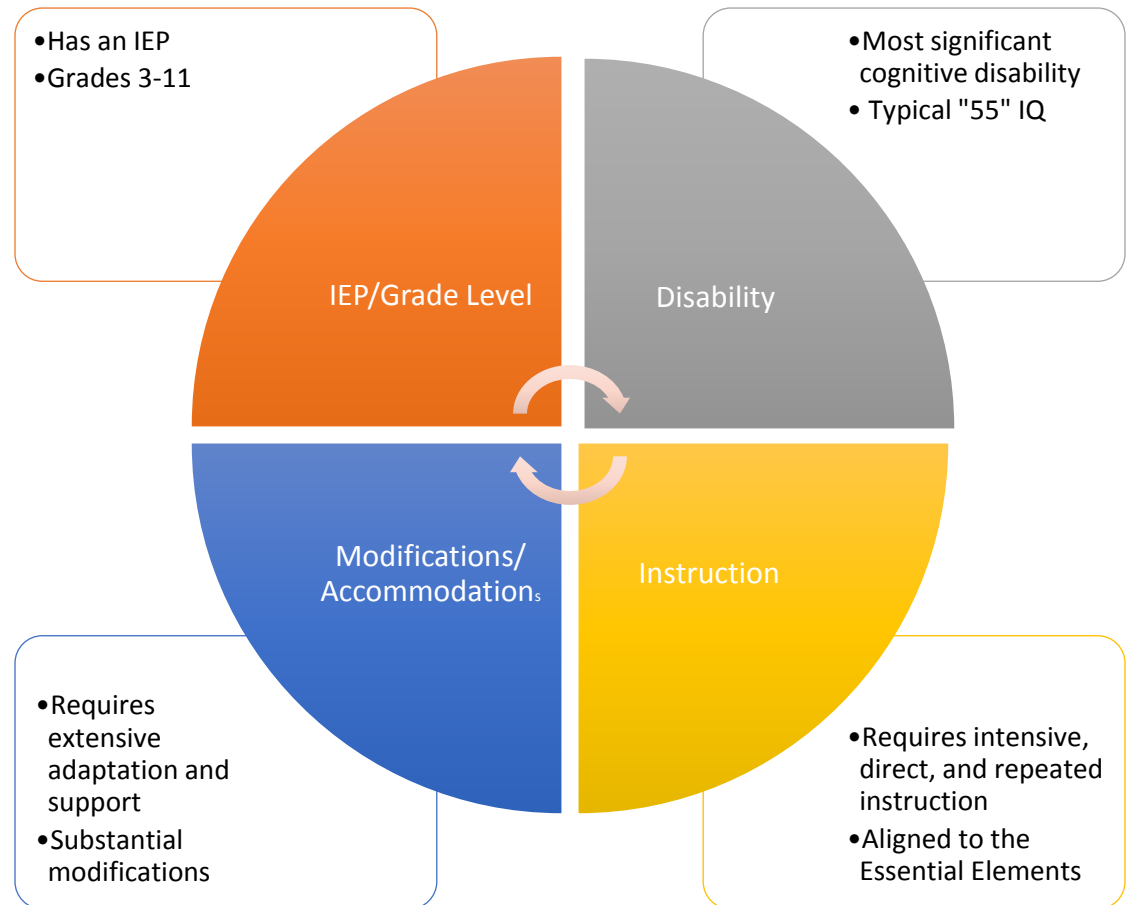 •Has an IEP
•Grades 3-11
•Most significant
cognitive disability
• Typical "55" IQ
IEP/Grade Level
Disability
Modifications/
Accommodations
Instruction
•Requires
extensive
adaptation and
support
•Substantial
modifications
•Requires intensive,
direct, and repeated
instruction
•Aligned to the
Essential Elements